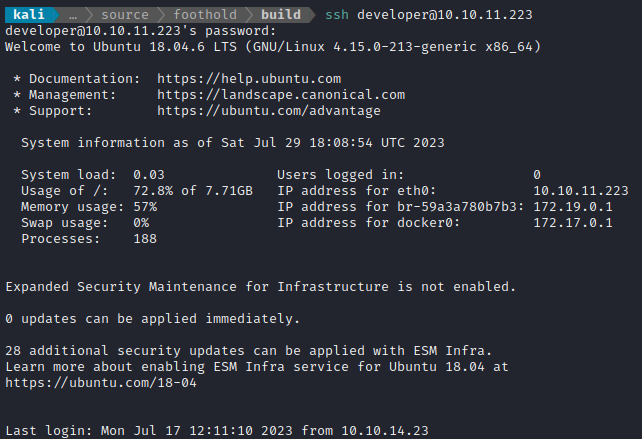 kali … source foothold build ssh developer@10.10.11.223
developer@10.10.11.223's password:
Welcome to Ubuntu 18.04.6 LTS (GNU/Linux 4.15.0-213-generic x86_64)
* Documentation: https://help.ubuntu.com
* Management: https://landscape.canonical.com
* Support: https://ubuntu.com/advantage
System information as of Sat Jul 29 18:08:54 UTC 2023
System load: 0.03 Users logged in: 0
Usage of /: 72.8% of 7.71GB IP address for eth0: 10.10.11.223
Memory usage: 57% IP address for br-59a3a780b7b3: 172.19.0.1
Swap usage: 0% IP address for docker0: 172.17.0.1
Processes: 188
Expanded Security Maintenance for Infrastructure is not enabled.
0 updates can be applied immediately.
28 additional security updates can be applied with ESM Infra.
Learn more about enabling ESM Infra service for Ubuntu 18.04 at
https://ubuntu.com/18-04
Last login: Mon Jul 17 12:11:10 2023 from 10.10.14.23